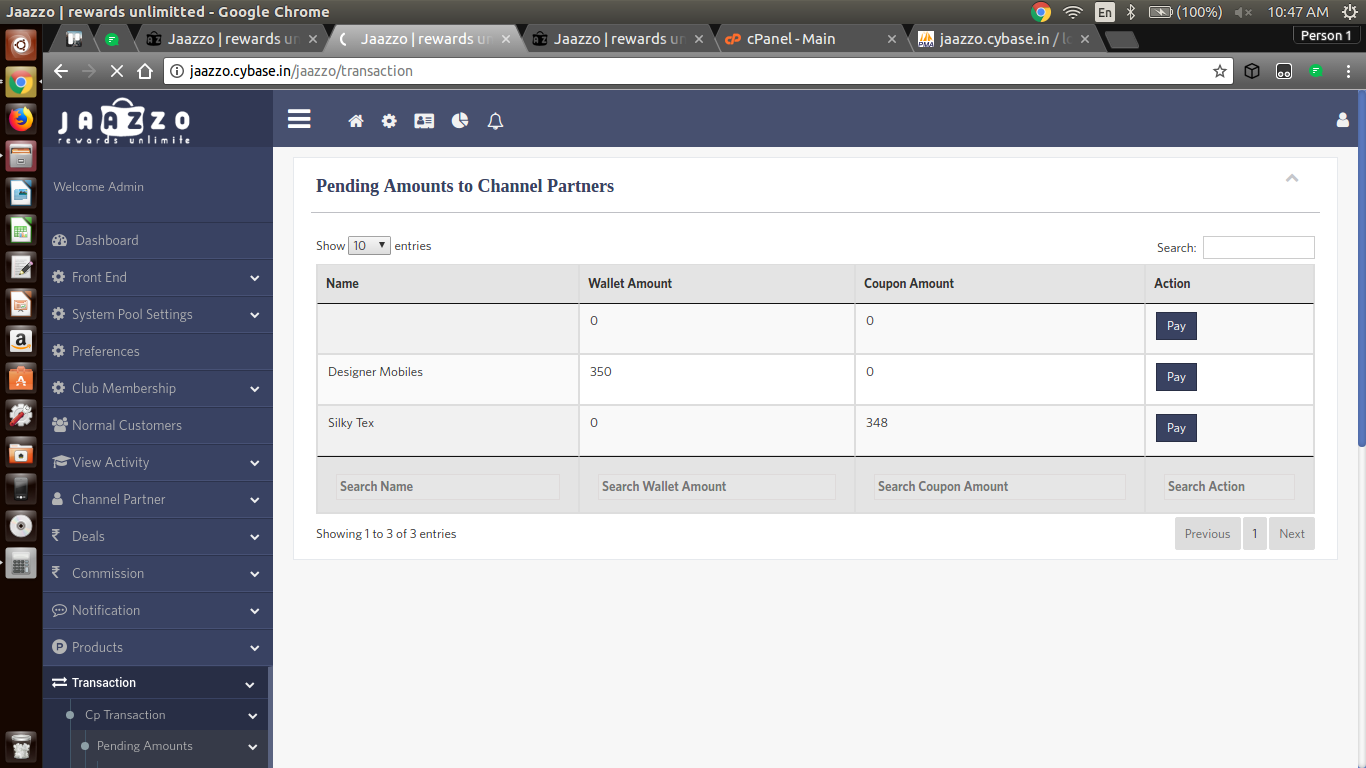 Jaazzo | rewards unlimitted - Google Chrome
En
(100%)
10:47 AM
Jaazzo | rewards un
Jaazzo | rewards un
Jaazzo | rewards un
cP
cPanel - Main
PMA
jaazzo.cybase.in / lo
Person 1
jaazzo.cybase.in/jaazzo/transaction
JAAZZO
rewards unlimite
Welcome Admin
Dashboard
Front End
System Pool Settings
Preferences
Club Membership
Normal Customers
View Activity
Channel Partner
₹ Deals
₹ Commission
Notification
P Products
Transaction
Cp Transaction
Pending Amounts
Pending Amounts to Channel Partners
Show 10 entries
Search:
Name Wallet Amount Coupon Amount Action
0 0 Pay
Designer Mobiles 350 0 Pay
Silky Tex 0 348 Pay
Search Name Search Wallet Amount Search Coupon Amount Search Action
Showing 1 to 3 of 3 entries
Previous 1 Next